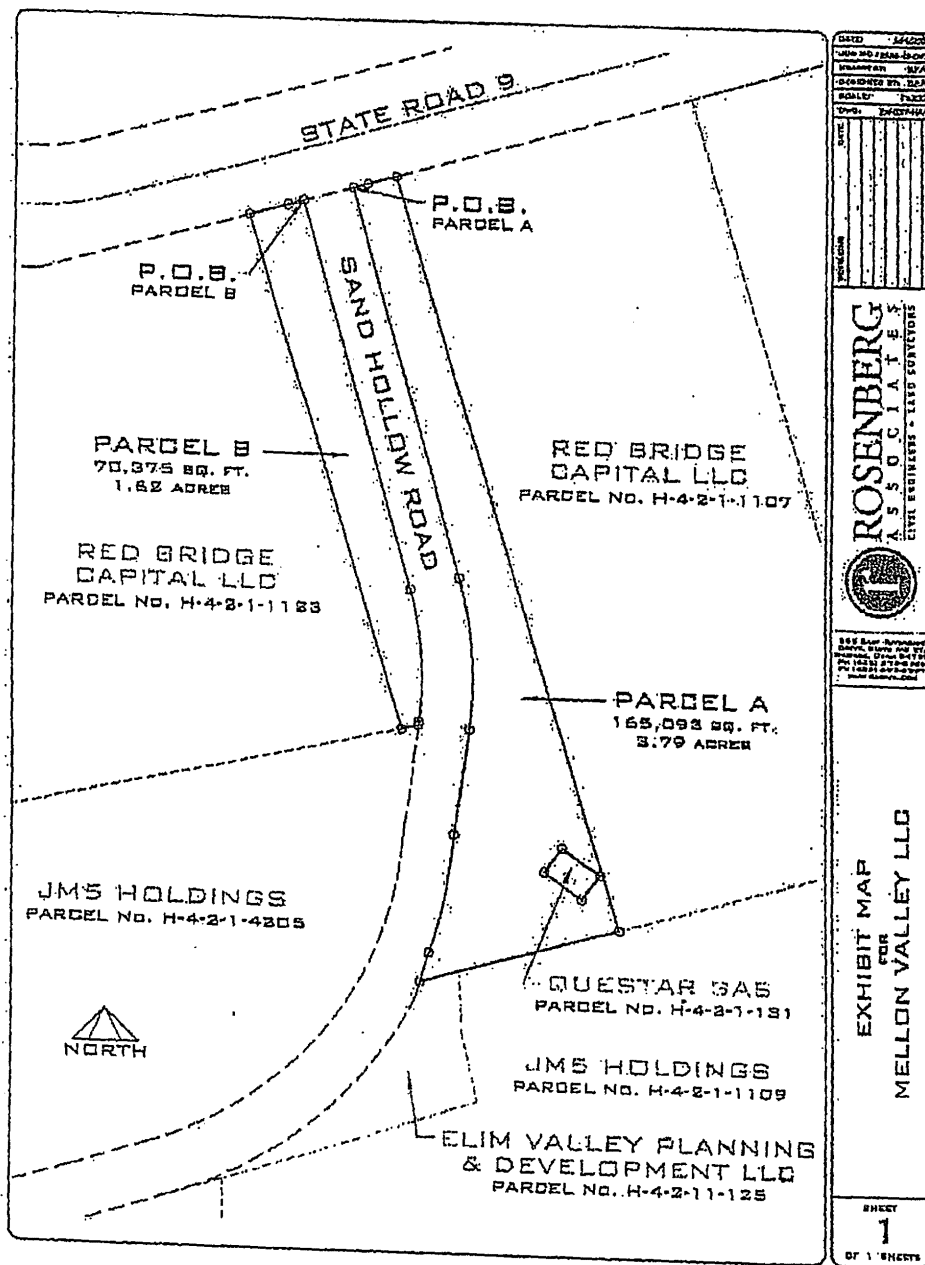 STATE ROAD 9
P.O.B.
PARCEL A
P.O.B.
PARCEL B
SAND HOLLOW ROAD
PARCEL B
70,375 SQ. FT.
1.62 ACRES
RED BRIDGE
CAPITAL LLC
PARCEL NO. H-4-2-1-1107
RED BRIDGE
CAPITAL LLC
PARCEL NO. H-4-2-1-1123
PARCEL A
165,093 SQ. FT.
3.79 ACRES
JMS HOLDINGS
PARCEL NO. H-4-2-1-4205
NORTH
QUESTAR GAS
PARCEL NO. H-4-2-1-131
JMS HOLDINGS
PARCEL NO. H-4-2-1-1109
ELIM VALLEY PLANNING
& DEVELOPMENT LLC
PARCEL NO. H-4-2-11-125
DATE
ROSENBERG
ASSOCIATES
CIVIL ENGINEERS • LAND SURVEYORS
EXHIBIT MAP
FOR
MELLON VALLEY LLC
SHEET
1
OF 1 SHEETS